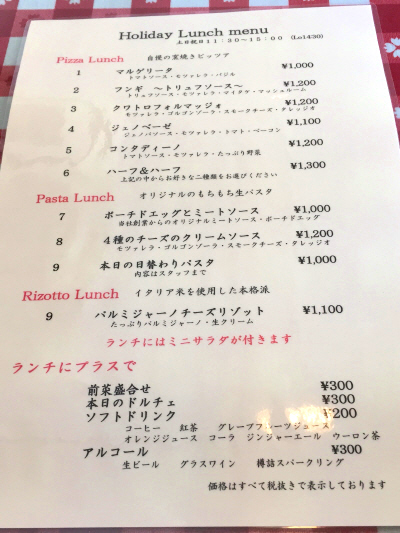 Holiday Lunch menu
土日祝日11:30～15:00 (Lo14:30)
Pizza Lunch 自慢の窯焼きピッツア
1 マルゲリータ ¥1,000
トマトソース・モツァレラ・バジル
2 フンギ ～トリュフソース～ ¥1,200
トリュフソース・モツァレラ・マイタケ・マッシュルーム
3 クワトロフォルマッジォ ¥1,200
モツァレラ・ゴルゴンゾーラ・スモークチーズ・タレッジオ
4 ジェノベーゼ ¥1,100
ジェノバソース・モツァレラ・トマト・ベーコン
5 コンタディーノ ¥1,200
トマトソース・モツァレラ・たっぷり野菜
6 ハーフ&ハーフ ¥1,300
上記の中からお好きな二種類をお選びください
Pasta Lunch オリジナルのもちもち生パスタ
7 ポーチドエッグとミートソース ¥1,000
当社創業からのオリジナルミートソース・ポーチドエッグ
8 4種のチーズのクリームソース ¥1,200
モツァレラ・ゴルゴンゾーラ・スモークチーズ・タレッジオ
9 本日の日替わりパスタ ¥1,000
内容はスタッフまで
Rizotto Lunch イタリア米を使用した本格派
9 パルミジャーノチーズリゾット ¥1,100
たっぷりパルミジャーノ・生クリーム
ランチにはミニサラダが付きます
ランチにプラスで
前菜盛合せ ¥300
本日のドルチェ ¥300
ソフトドリンク ¥200
コーヒー 紅茶 グレープフルーツジュース
オレンジジュース コーラ ジンジャーエール ウーロン茶
アルコール ¥300
生ビール グラスワイン 樽詰スパークリング
価格はすべて税抜きで表示しております